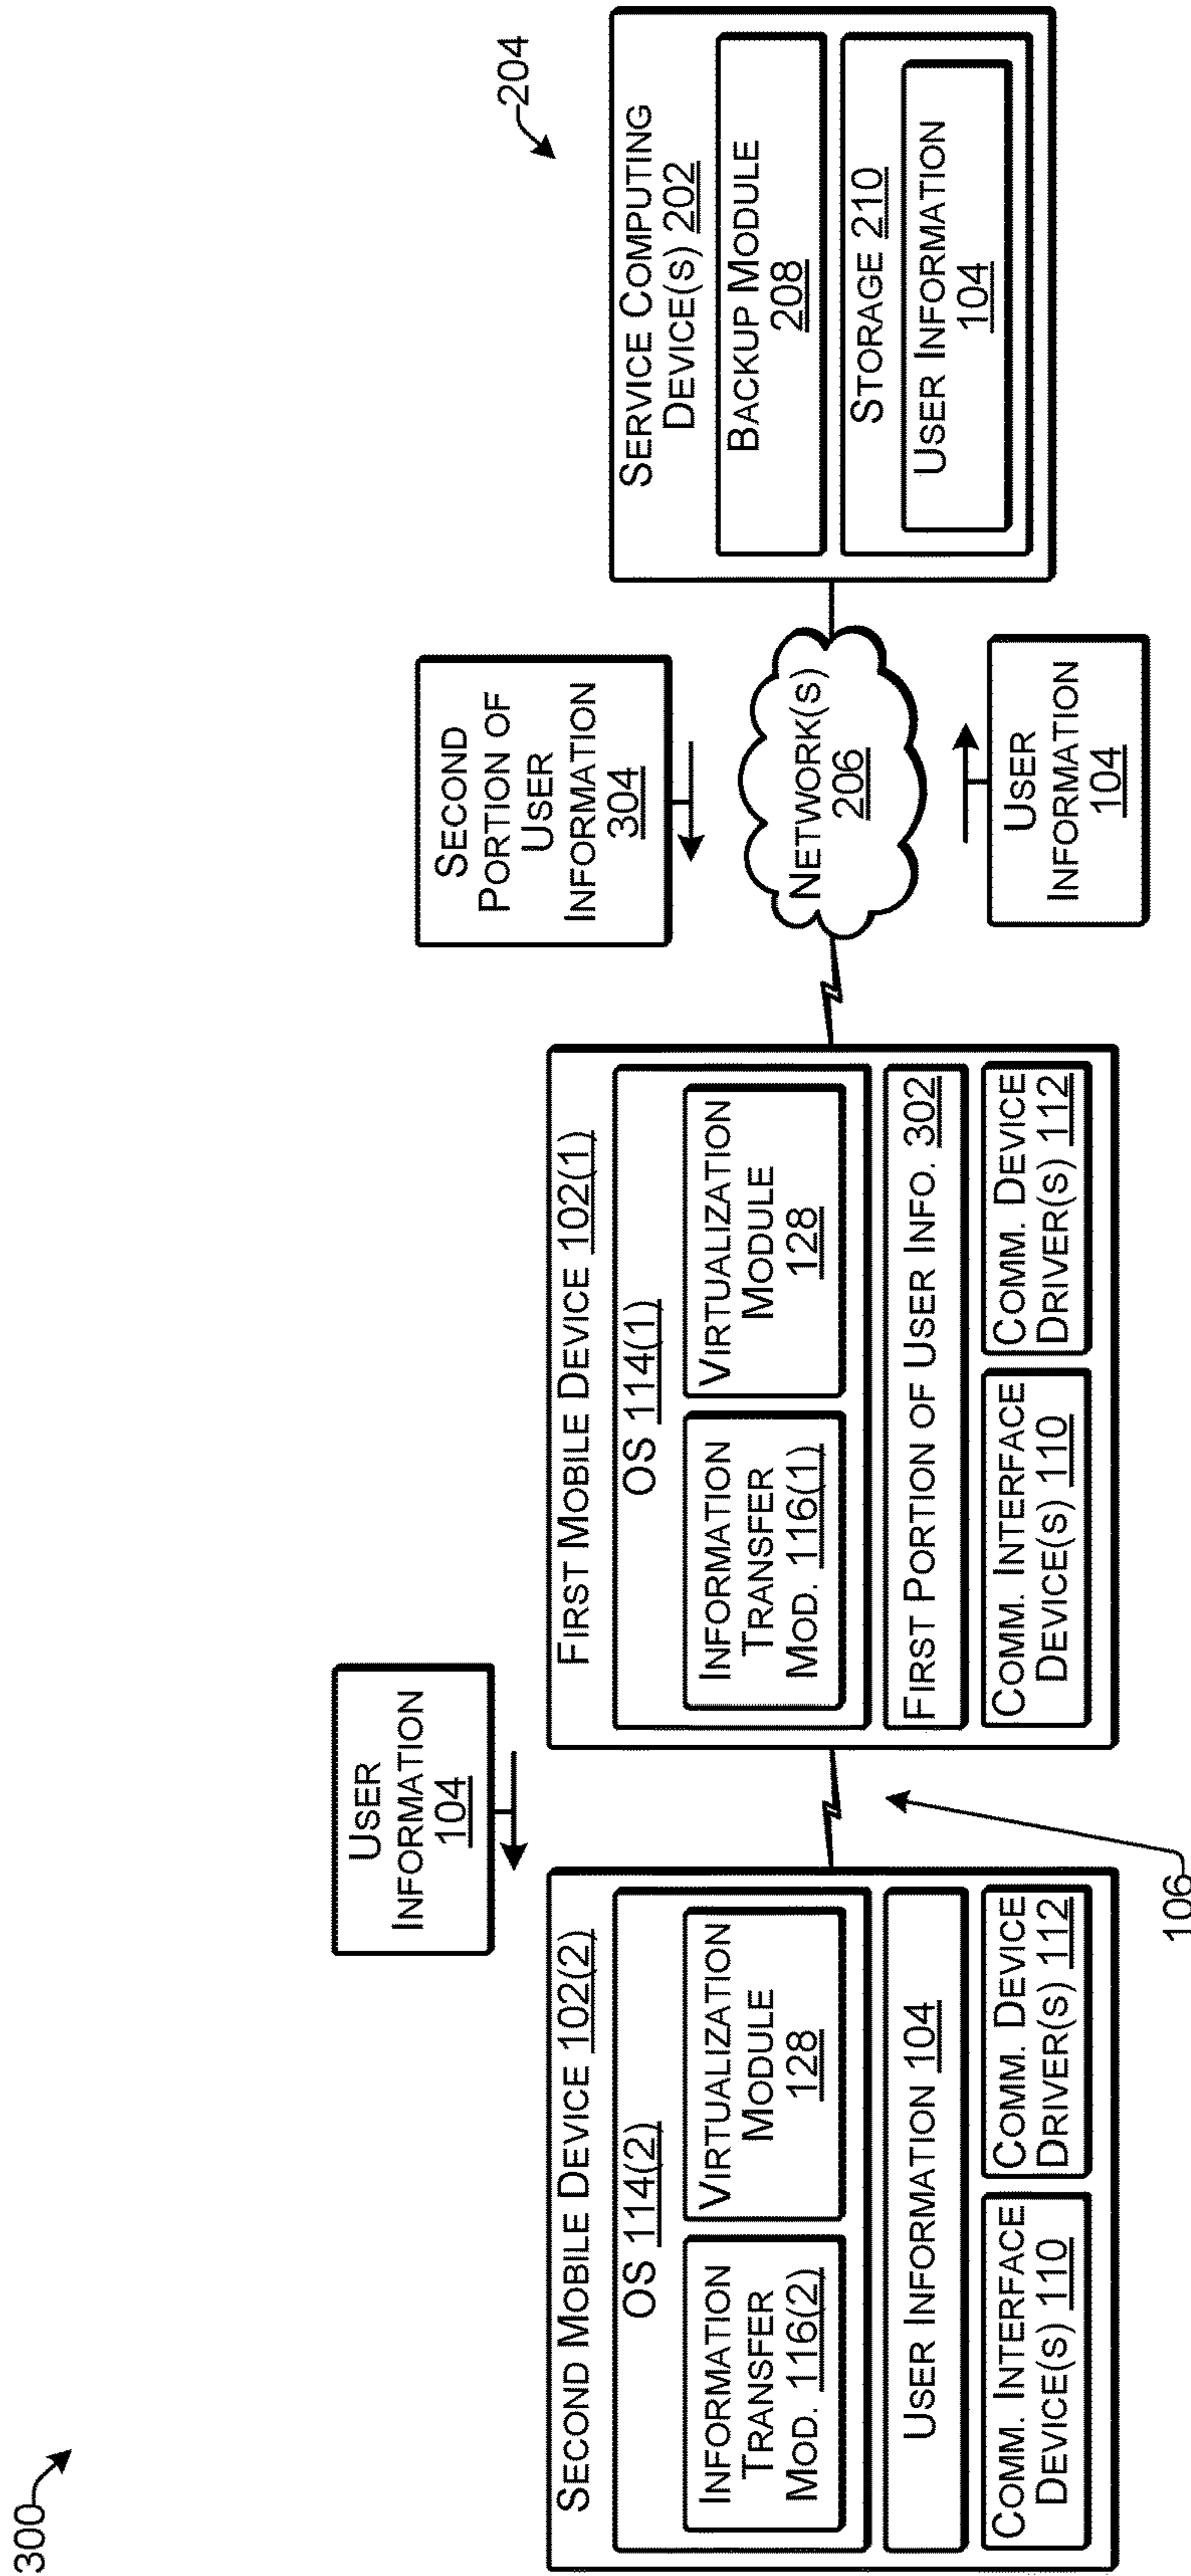 300
SECOND MOBILE DEVICE 102(2)
OS 114(2)
INFORMATION
TRANSFER
MOD. 116(2)
VIRTUALIZATION
MODULE
128
USER INFORMATION 104
COMM. INTERFACE
DEVICE(S) 110
COMM. DEVICE
DRIVER(S) 112
USER
INFORMATION
104
106
FIRST MOBILE DEVICE 102(1)
OS 114(1)
INFORMATION
TRANSFER
MOD. 116(1)
VIRTUALIZATION
MODULE
128
FIRST PORTION OF USER INFO. 302
COMM. INTERFACE
DEVICE(S) 110
COMM. DEVICE
DRIVER(S) 112
SECOND
PORTION OF
USER
INFORMATION
304
NETWORK(S)
206
USER
INFORMATION
104
204
SERVICE COMPUTING
DEVICE(S) 202
BACKUP MODULE
208
STORAGE 210
USER INFORMATION
104